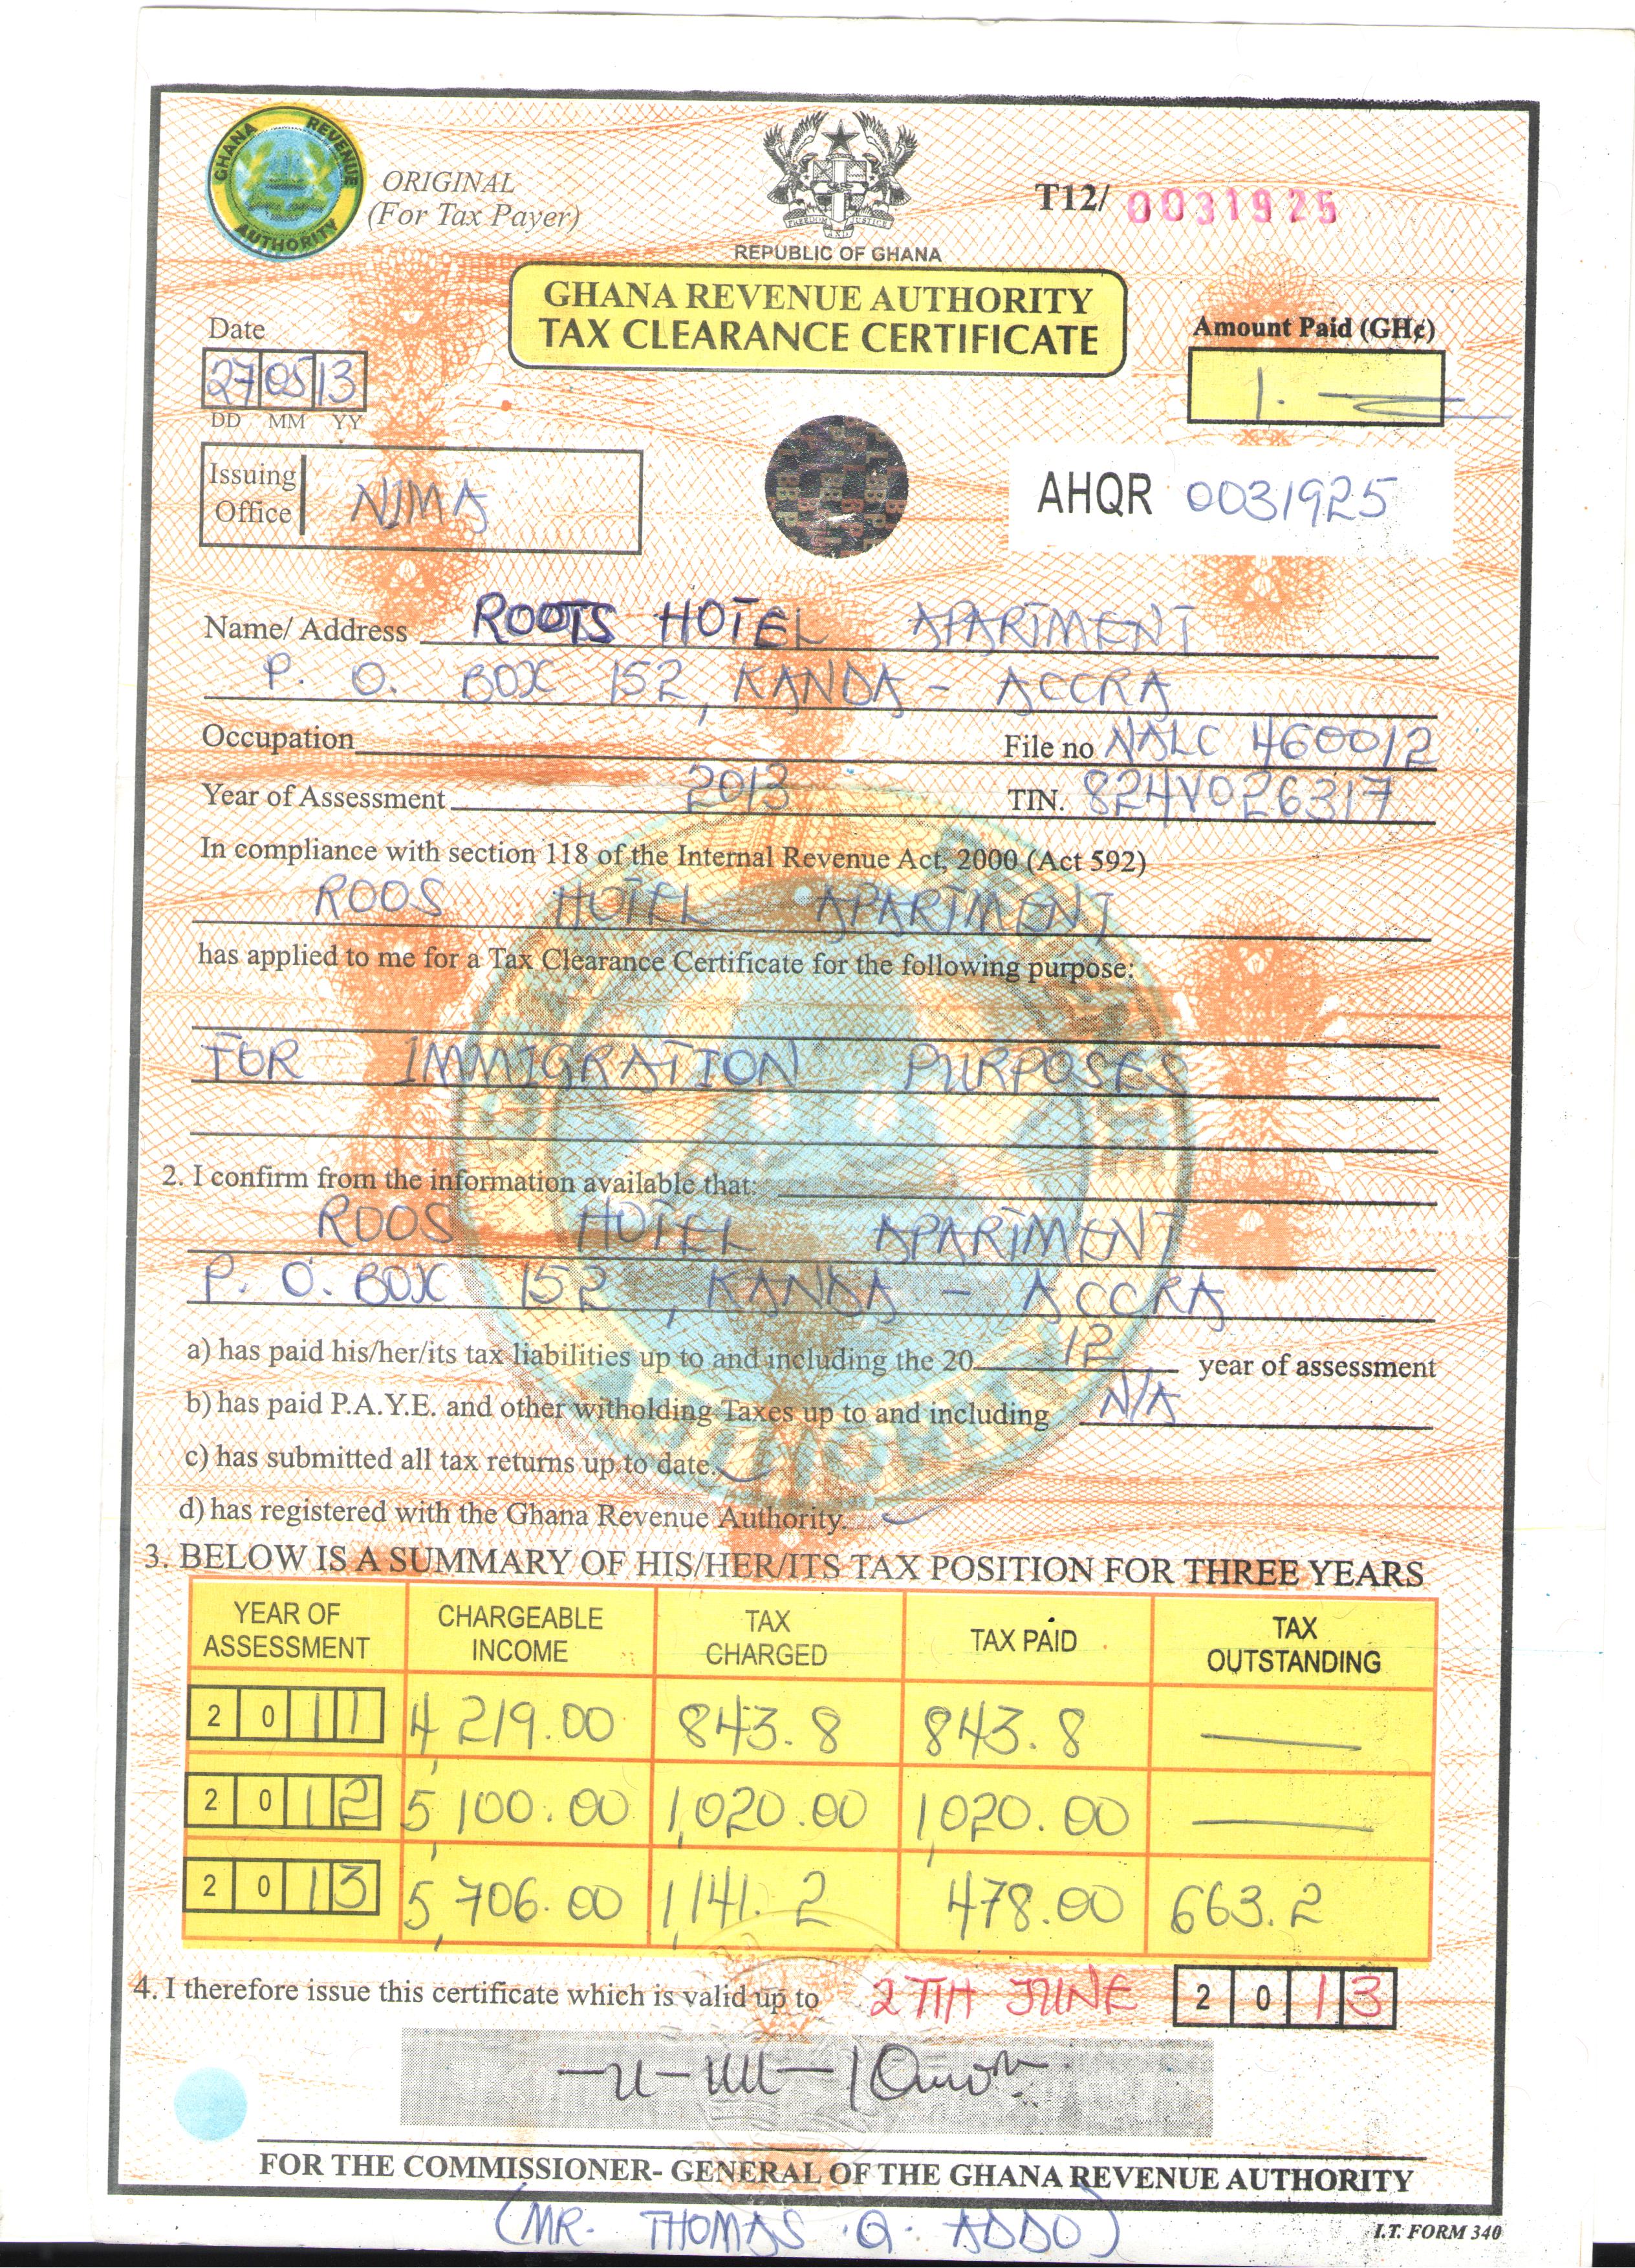 GHANA REVENUE AUTHORITY
ORIGINAL
(For Tax Payer)
FREEDOM AND JUSTICE
REPUBLIC OF GHANA
T12/ 0031925
GHANA REVENUE AUTHORITY
TAX CLEARANCE CERTIFICATE
Date
27 05 13
DD MM YY
Amount Paid (GH¢)
1. —
Issuing Office NIMA
AHQR 0031925
Name/ Address ROOTS HOTEL APARTMENT
P. O. BOX 152, KANDA - ACCRA
Occupation File no NALC 460012
Year of Assessment 2013 TIN. 824V026317
In compliance with section 118 of the Internal Revenue Act, 2000 (Act 592)
ROOS HOTEL APARTMENT
has applied to me for a Tax Clearance Certificate for the following purpose:
FOR IMMIGRATION PURPOSES
2. I confirm from the information available that:
ROOS HOTEL APARTMENT
P. O. BOX 152, KANDA - ACCRA
a) has paid his/her/its tax liabilities up to and including the 20 12 year of assessment
b) has paid P.A.Y.E. and other witholding Taxes up to and including N/A
c) has submitted all tax returns up to date.
d) has registered with the Ghana Revenue Authority.
3. BELOW IS A SUMMARY OF HIS/HER/ITS TAX POSITION FOR THREE YEARS
YEAR OF ASSESSMENT CHARGEABLE INCOME TAX CHARGED TAX PAID TAX OUTSTANDING
2011 4,219.00 843.8 843.8 —
2012 5,100.00 1,020.00 1,020.00 —
2013 5,706.00 1,141.2 478.00 663.2
4. I therefore issue this certificate which is valid up to 27TH JUNE 2013
FOR THE COMMISSIONER- GENERAL OF THE GHANA REVENUE AUTHORITY
(MR. THOMAS Q. ADDO)
I.T. FORM 340